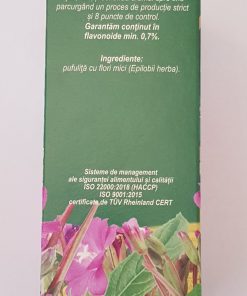 parcurgând un proces de producție strict
și 8 puncte de control.
Garantăm conținut în
flavonoide min. 0,7%.
Ingrediente:
pufuliță cu flori mici (Epilobii herba).
Sisteme de management
ale siguranței alimentului și calității
ISO 22000:2018 (HACCP)
ISO 9001:2015
certificate de TÜV Rheinland CERT